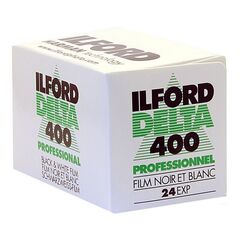 ILFORD
DELTA
400
PROFESSIONAL
BLACK & WHITE FILM
FILM NOIR ET BLANC
SCHWARZWEISSFILM
ILFORD
DELTA
400
PROFESSIONNEL
FILM NOIR ET BLANC
24 EXP